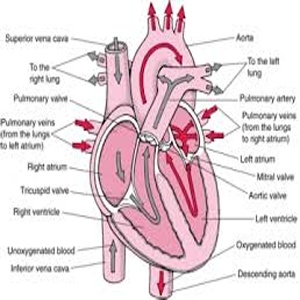 Superior vena cava
To the
right lung
Pulmonary valve
Pulmonary veins
(from the lungs
to left atrium)
Right atrium
Tricuspid valve
Right ventricle
Unoxygenated blood
Inferior vena cava
Aorta
To the left
lung
Pulmonary artery
Pulmonary veins
(from the lungs
to right atrium)
Left atrium
Mitral valve
Aortic valve
Left ventricle
Oxygenated blood
Descending aorta